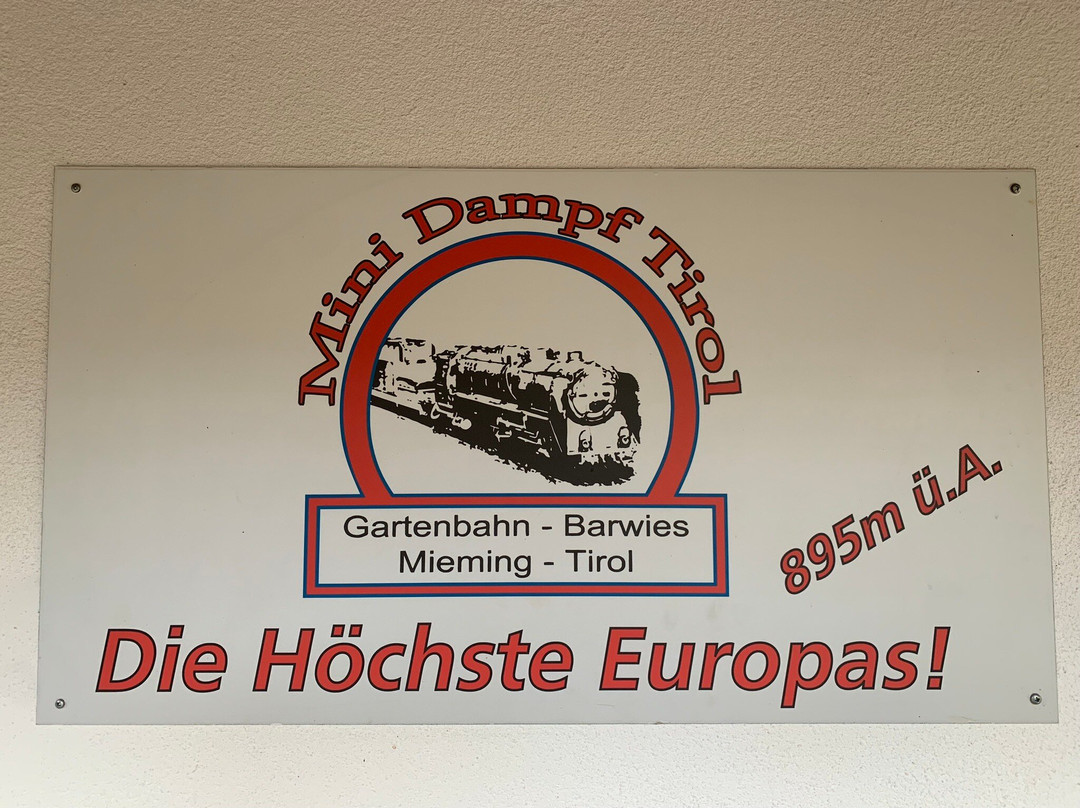 Mini Dampf Tirol
Gartenbahn - Barwies
Mieming - Tirol
895m ü.A.
Die Höchste Europas!